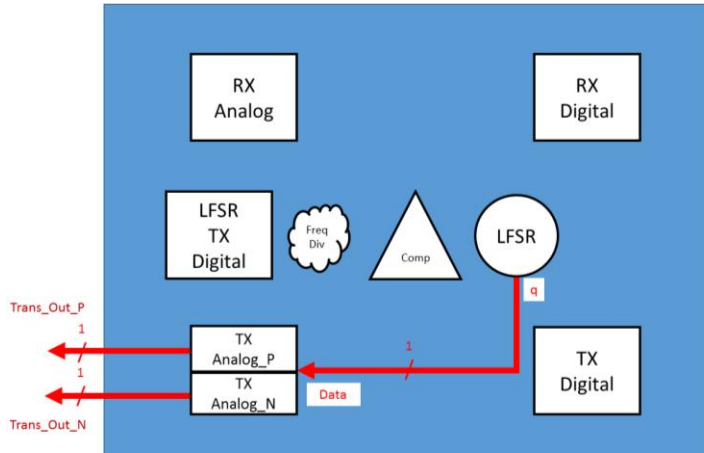 RX
Analog
RX
Digital
LFSR
TX
Digital
Freq
Div
Comp
LFSR
q
Trans_Out_P
1
TX
Analog_P
1
1
TX
Analog_N
Data
TX
Digital
Trans_Out_N